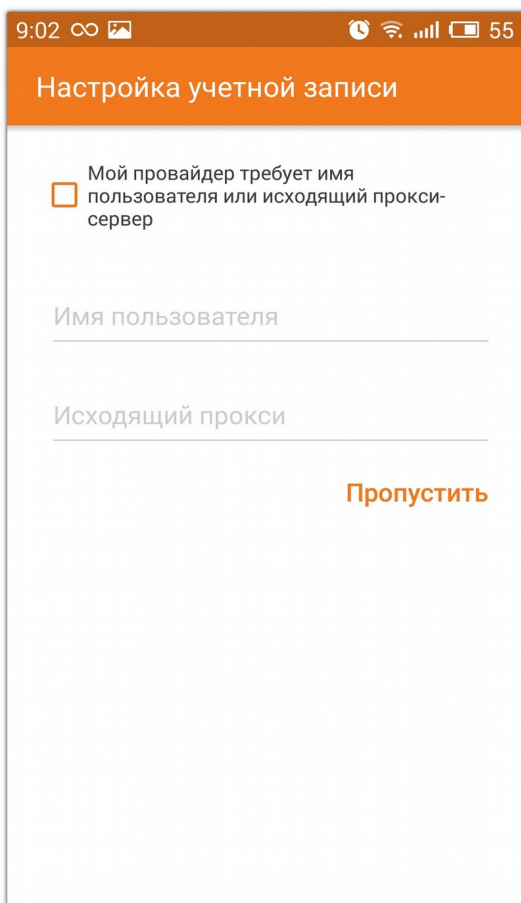 9:02 55
Настройка учетной записи
Мой провайдер требует имя
пользователя или исходящий прокси-
сервер
Имя пользователя
Исходящий прокси
Пропустить